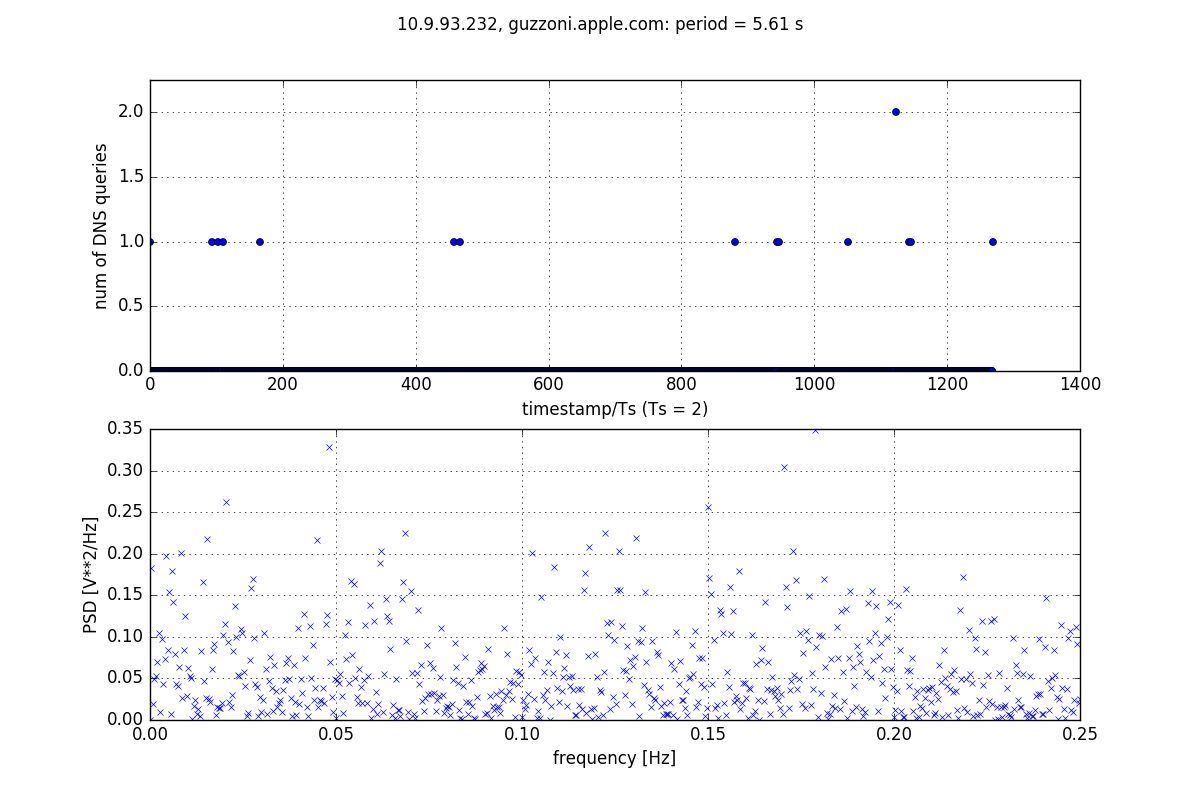 10.9.93.232, guzzoni.apple.com: period = 5.61 s
2.0
1.5
1.0
0.5
0.0
num of DNS queries
0 200 400 600 800 1000 1200 1400
timestamp/Ts (Ts = 2)
0.35
0.30
0.25
0.20
0.15
0.10
0.05
0.00
PSD [V**2/Hz]
0.00 0.05 0.10 0.15 0.20 0.25
frequency [Hz]